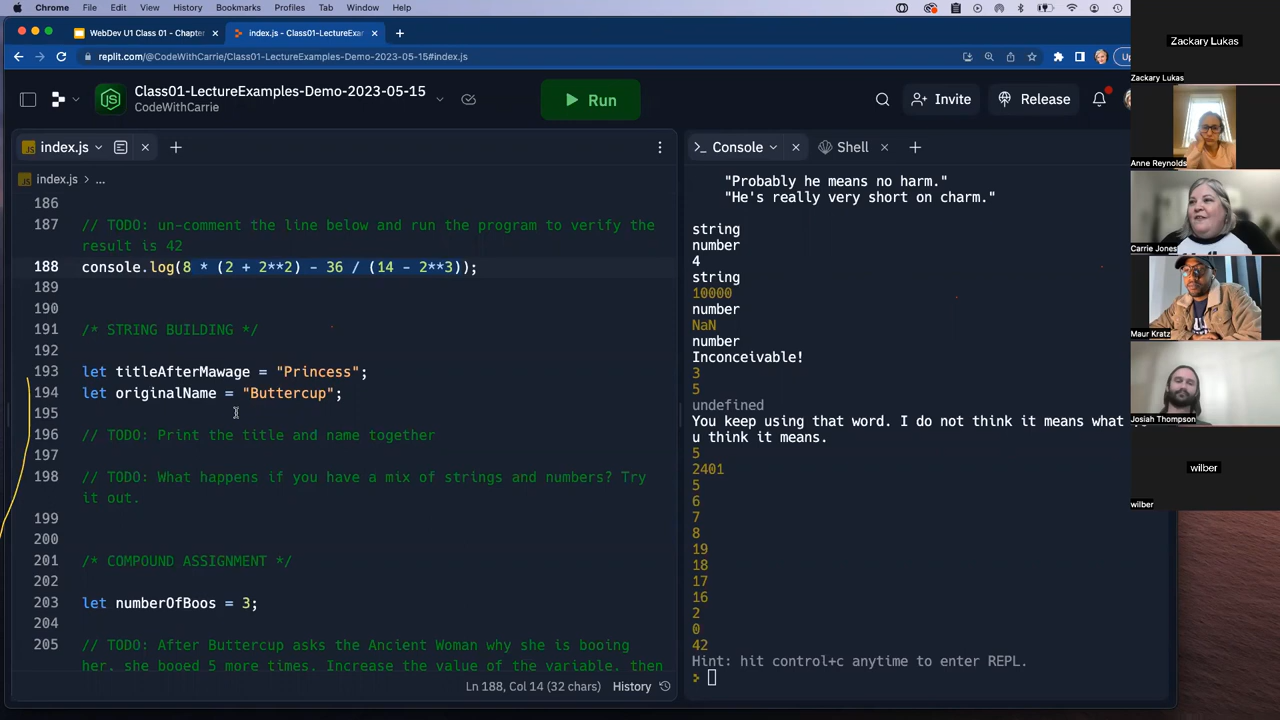 Chrome File Edit View History Bookmarks Profiles Tab Window Help
WebDev U1 Class 01 - Chapter
index.js - Class01-LectureExam
replit.com/@CodeWithCarrie/Class01-LectureExamples-Demo-2023-05-15#index.js
Class01-LectureExamples-Demo-2023-05-15
CodeWithCarrie
Run
Invite
Release
index.js
index.js > ...
186
187 // TODO: un-comment the line below and run the program to verify the
result is 42
188 console.log(8 * (2 + 2**2) - 36 / (14 - 2**3));
189
190
191 /* STRING BUILDING */
192
193 let titleAfterMawage = "Princess";
194 let originalName = "Buttercup";
195
196 // TODO: Print the title and name together
197
198 // TODO: What happens if you have a mix of strings and numbers? Try
it out.
199
200
201 /* COMPOUND ASSIGNMENT */
202
203 let numberOfBoos = 3;
204
205 // TODO: After Buttercup asks the Ancient Woman why she is booing
her, she booed 5 more times. Increase the value of the variable, then
Ln 188, Col 14 (32 chars) History
Console
Shell
"Probably he means no harm."
"He's really very short on charm."
string
number
4
string
10000
number
NaN
number
Inconceivable!
3
5
undefined
You keep using that word. I do not think it means what
u think it means.
5
2401
5
6
7
8
19
18
17
16
2
0
42
Hint: hit control+c anytime to enter REPL.
>
Zackary Lukas
Zackary Lukas
Anne Reynolds
Carrie Jones
Maur Kratz
Josiah Thompson
wilber
wilber